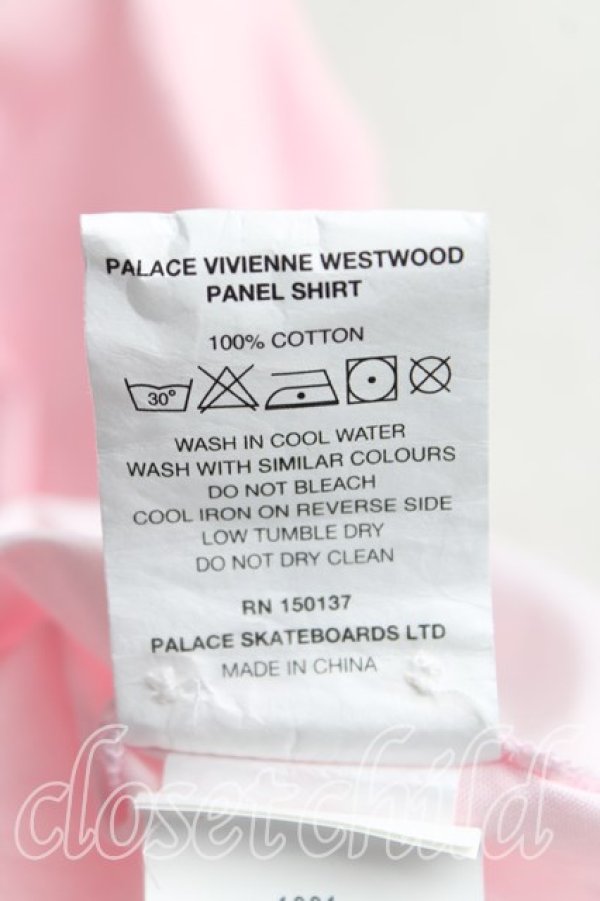 PALACE VIVIENNE WESTWOOD
PANEL SHIRT
100% COTTON
30°
WASH IN COOL WATER
WASH WITH SIMILAR COLOURS
DO NOT BLEACH
COOL IRON ON REVERSE SIDE
LOW TUMBLE DRY
DO NOT DRY CLEAN
RN 150137
PALACE SKATEBOARDS LTD
MADE IN CHINA
closetchild